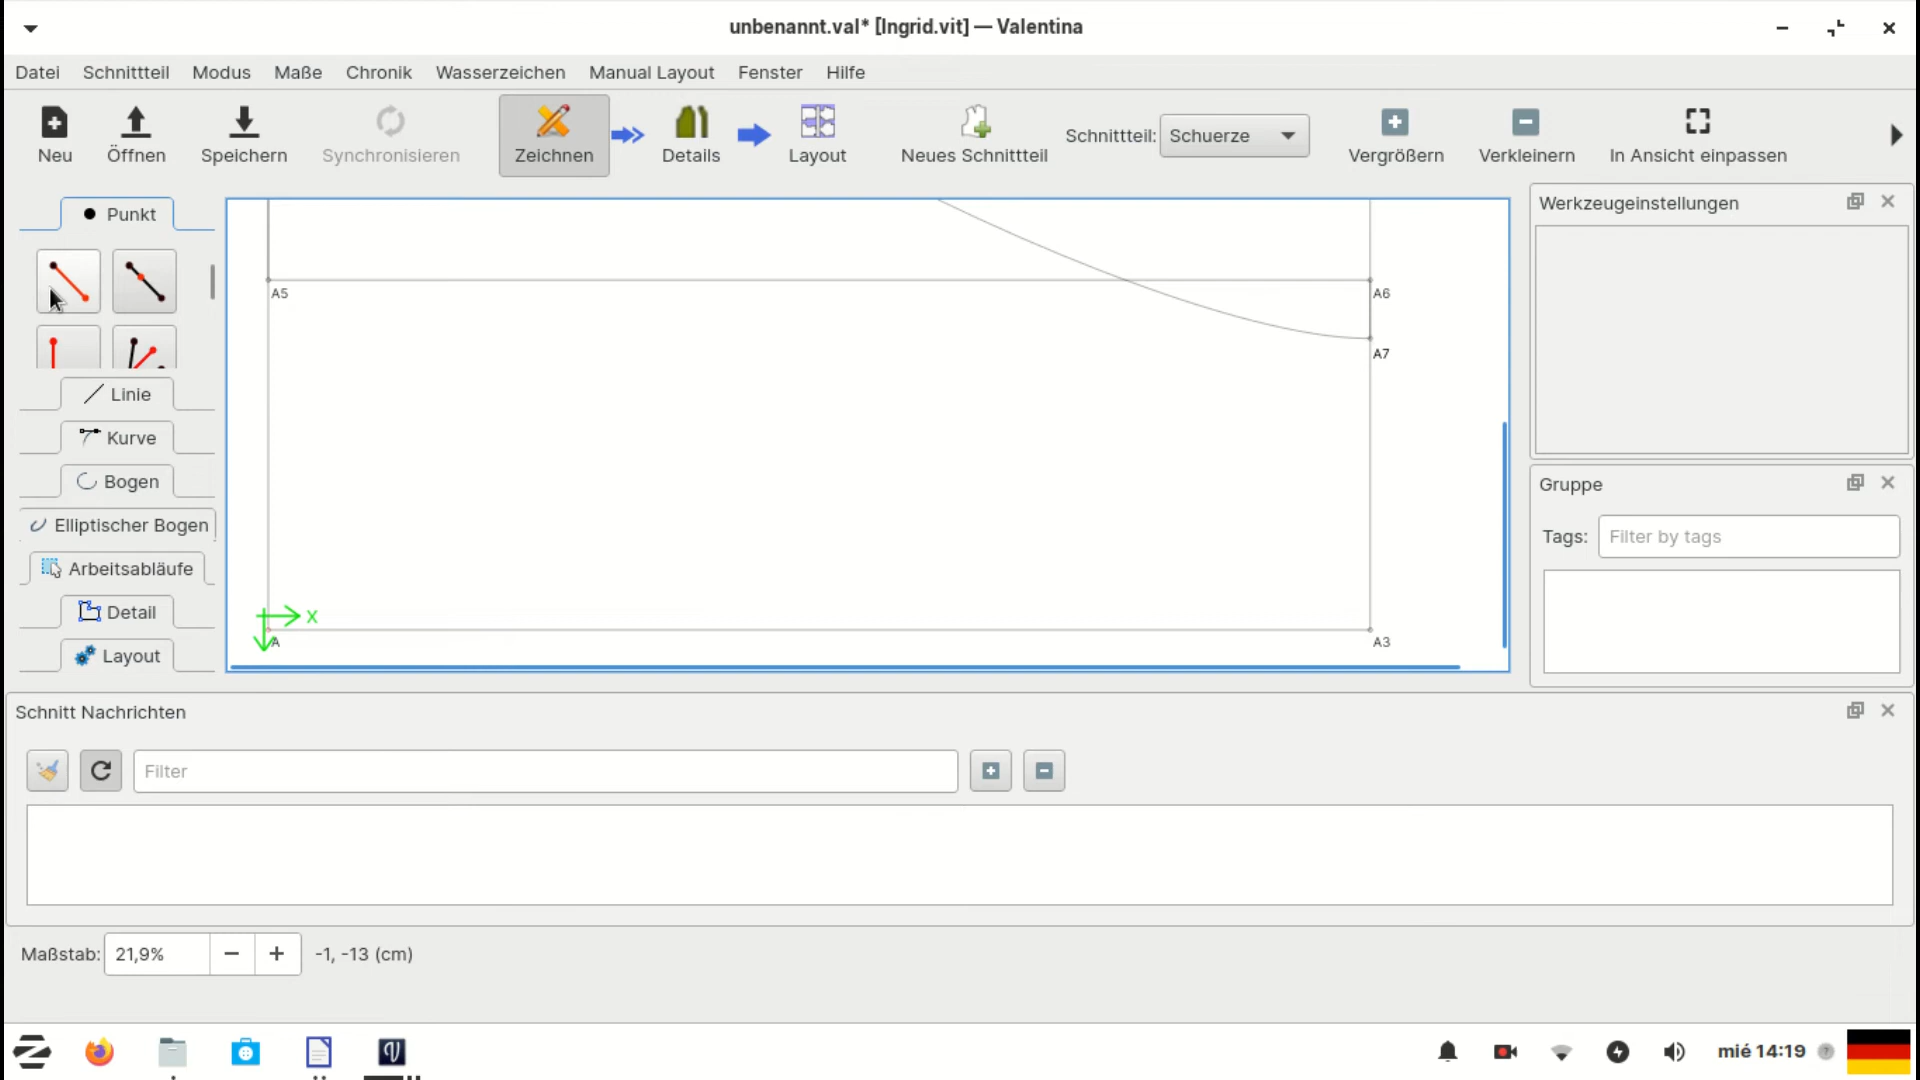 unbenannt.val* [Ingrid.vit] — Valentina
Datei Schnittteil Modus Maße Chronik Wasserzeichen Manual Layout Fenster Hilfe
Neu Öffnen Speichern Synchronisieren Zeichnen Details Layout Neues Schnittteil Schnittteil: Schuerze Vergrößern Verkleinern In Ansicht einpassen
Punkt
Linie
Kurve
Bogen
Elliptischer Bogen
Arbeitsabläufe
Detail
Layout
A5
A6
A7
X
A
A3
Werkzeugeinstellungen
Gruppe
Tags: Filter by tags
Schnitt Nachrichten
Filter
Maßstab: 21,9% − + -1, -13 (cm)
mié 14:19 ?